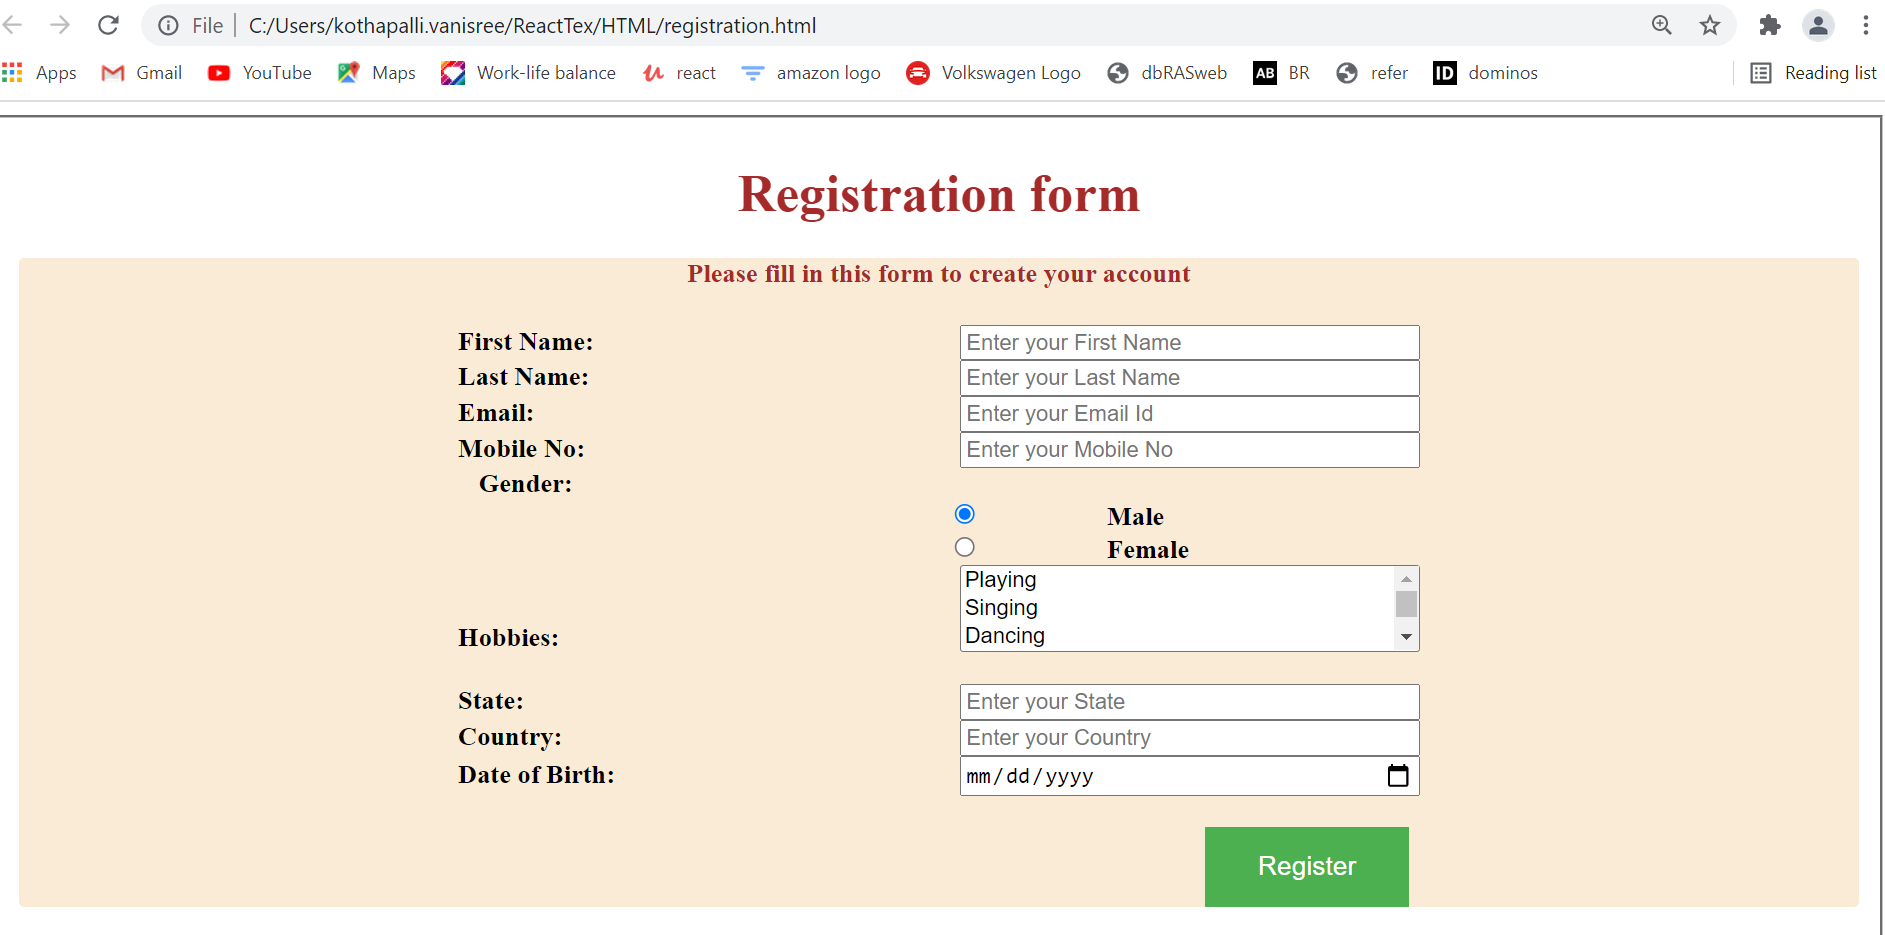 File C:/Users/kothapalli.vanisree/ReactTex/HTML/registration.html
Apps Gmail YouTube Maps Work-life balance react amazon logo Volkswagen Logo dbRASweb AB BR refer ID dominos Reading list
Registration form
Please fill in this form to create your account
First Name: Enter your First Name
Last Name: Enter your Last Name
Email: Enter your Email Id
Mobile No: Enter your Mobile No
Gender:
Male
Female
Playing
Singing
Dancing
Hobbies:
State: Enter your State
Country: Enter your Country
Date of Birth: mm/dd/yyyy
Register